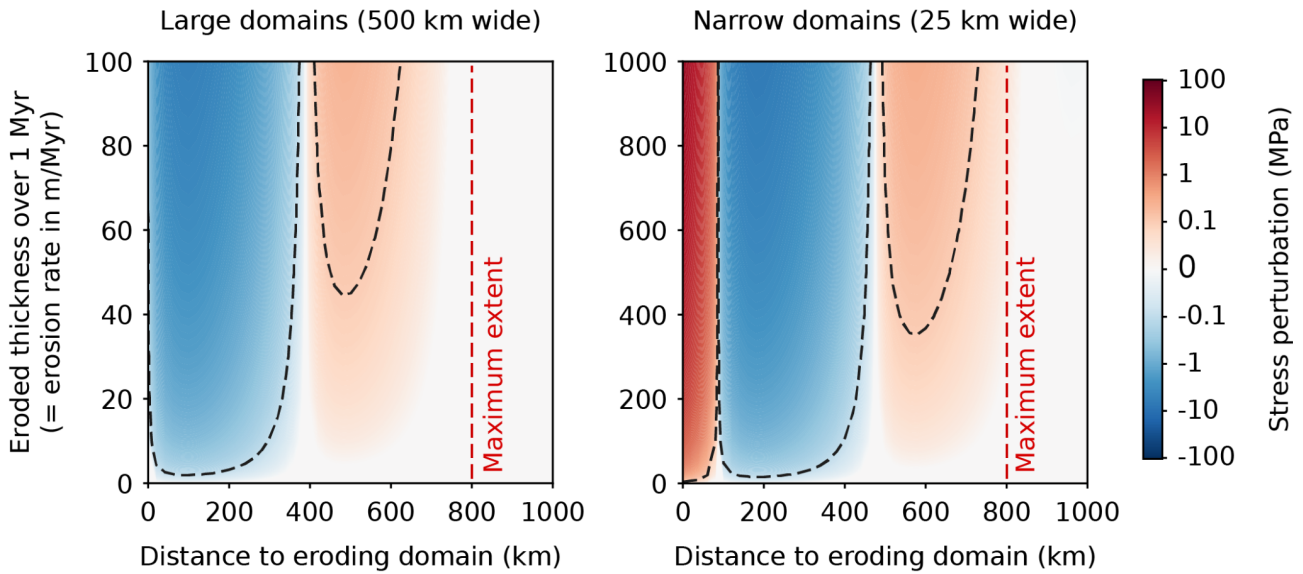 Large domains (500 km wide)
Narrow domains (25 km wide)
Eroded thickness over 1 Myr
(= erosion rate in m/Myr)
100
80
60
40
20
0
0 200 400 600 800 1000
Distance to eroding domain (km)
Maximum extent
1000
800
600
400
200
0
0 200 400 600 800 1000
Distance to eroding domain (km)
Maximum extent
100
10
1
0.1
0
-0.1
-1
-10
-100
Stress perturbation (MPa)